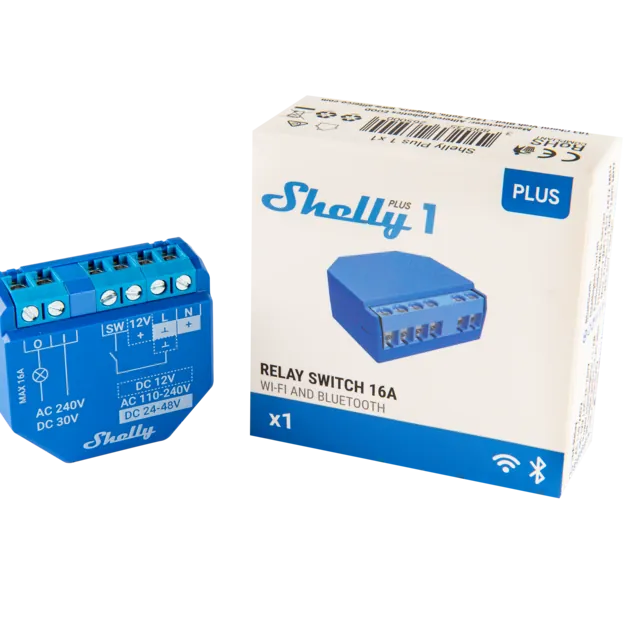 Shelly Plus 1 x1
CE
RoHS
PLUS
Shelly PLUS 1
RELAY SWITCH 16A
WI-FI AND BLUETOOTH
x1
SW 12V L N
+ ⊥ +
⊥
O I
MAX 16A
AC 240V
DC 30V
DC 12V
AC 110-240V
DC 24-48V
Shelly